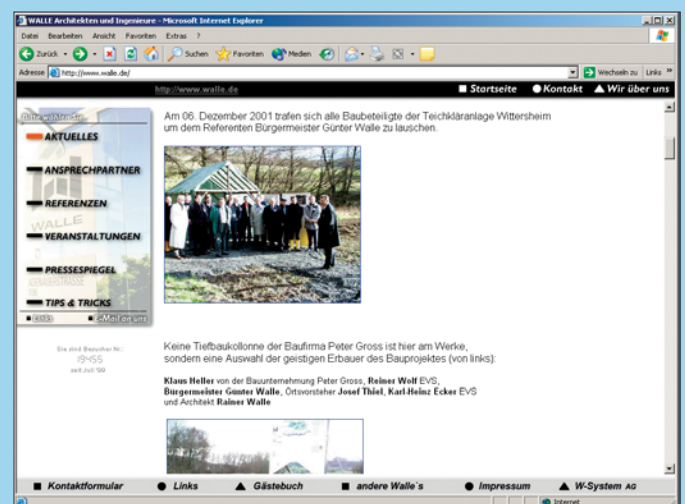 WALLE Architekten und Ingenieure - Microsoft Internet Explorer
Datei Bearbeiten Ansicht Favoriten Extras ?
Zurück Suchen Favoriten Medien
Adresse http://www.walle.de/ Wechseln zu Links »
http://www.walle.de Startseite Kontakt Wir über uns
Bitte wählen Sie
AKTUELLES
ANSPRECHPARTNER
REFERENZEN
WALLE
VERANSTALTUNGEN
PRESSESPIEGEL
TIPS & TRICKS
Links E-Mail an uns
Sie sind Besucher Nr.:
19455
seit Juli '99
Am 06. Dezember 2001 trafen sich alle Baubeteiligte der Teichkläranlage Wittersheim
um dem Referenten Bürgermeister Günter Walle zu lauschen.
Keine Tiefbaukollonne der Baufirma Peter Gross ist hier am Werke,
sondern eine Auswahl der geistigen Erbauer des Bauprojektes (von links):
Klaus Heller von der Bauunternehmung Peter Gross, Reiner Wolf EVS,
Bürgermeister Günter Walle, Ortsvorsteher Josef Thiel, Karl-Heinz Ecker EVS
und Architekt Rainer Walle
Kontaktformular Links Gästebuch andere Walle`s Impressum W-System AG
Internet